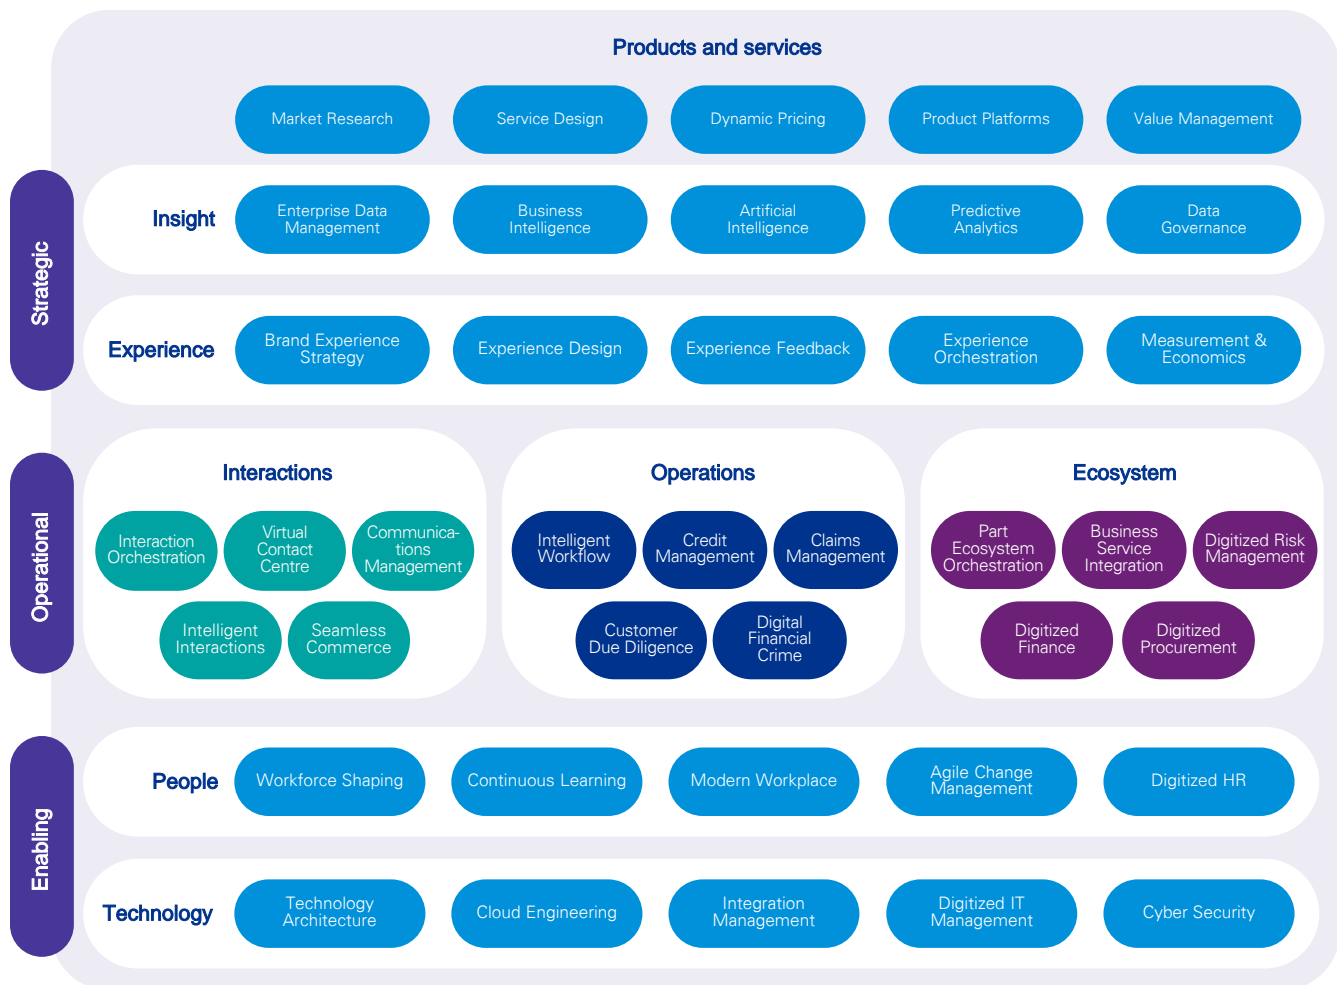 Products and services
Market Research
Service Design
Dynamic Pricing
Product Platforms
Value Management
Strategic
Insight
Enterprise Data
Management
Business
Intelligence
Artificial
Intelligence
Predictive
Analytics
Data
Governance
Experience
Brand Experience
Strategy
Experience Design
Experience Feedback
Experience
Orchestration
Measurement &
Economics
Operational
Interactions
Interaction
Orchestration
Virtual
Contact
Centre
Communica-
tions
Management
Intelligent
Interactions
Seamless
Commerce
Operations
Intelligent
Workflow
Credit
Management
Claims
Management
Customer
Due Diligence
Digital
Financial
Crime
Ecosystem
Part
Ecosystem
Orchestration
Business
Service
Integration
Digitized Risk
Management
Digitized
Finance
Digitized
Procurement
Enabling
People
Workforce Shaping
Continuous Learning
Modern Workplace
Agile Change
Management
Digitized HR
Technology
Technology
Architecture
Cloud Engineering
Integration
Management
Digitized IT
Management
Cyber Security